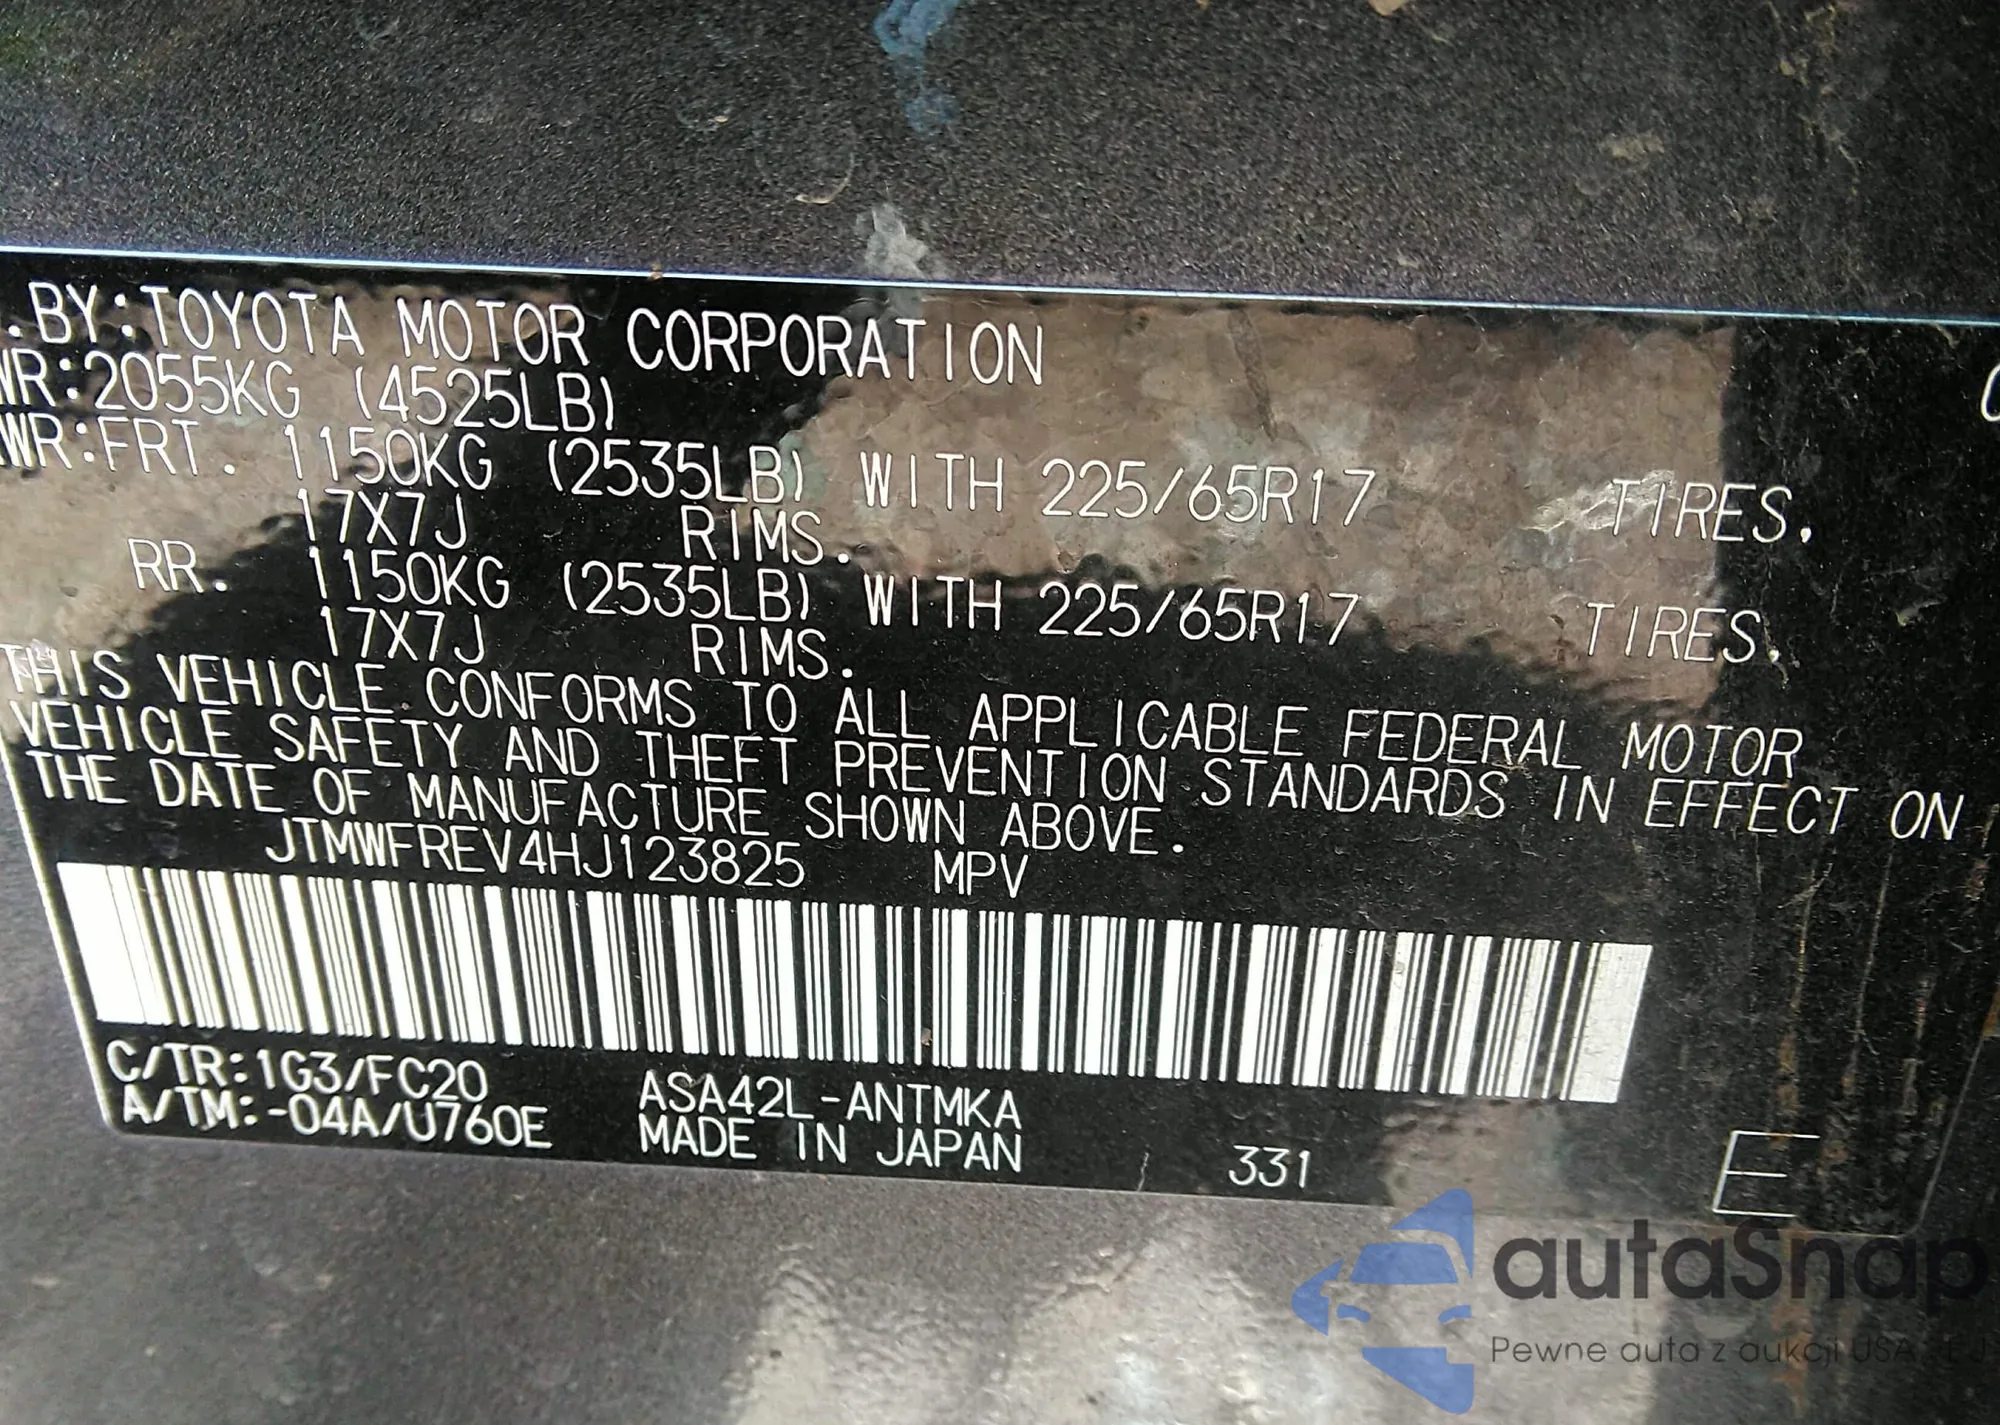 .BY:TOYOTA MOTOR CORPORATION
WR:2055KG (4525LB)
WR:FRT. 1150KG (2535LB) WITH 225/65R17 TIRES.
17X7J RIMS.
RR. 1150KG (2535LB) WITH 225/65R17 TIRES.
17X7J RIMS.
THIS VEHICLE CONFORMS TO ALL APPLICABLE FEDERAL MOTOR
VEHICLE SAFETY AND THEFT PREVENTION STANDARDS IN EFFECT ON
THE DATE OF MANUFACTURE SHOWN ABOVE.
JTMWFREV4HJ123825 MPV
C/TR:1G3/FC20 ASA42L-ANTMKA
A/TM:-04A/U760E MADE IN JAPAN 331 E
autaSnap
Pewne auta z aukcji USA